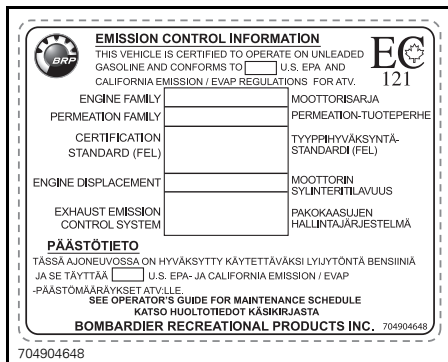 EMISSION CONTROL INFORMATION
THIS VEHICLE IS CERTIFIED TO OPERATE ON UNLEADED
GASOLINE AND CONFORMS TO U.S. EPA AND
CALIFORNIA EMISSION / EVAP REGULATIONS FOR ATV.
BRP
EC
121
ENGINE FAMILY MOOTTORISARJA
PERMEATION FAMILY PERMEATION-TUOTEPERHE
CERTIFICATION TYYPPIHYVÄKSYNTÄ-
STANDARD (FEL) STANDARDI (FEL)
ENGINE DISPLACEMENT MOOTTORIN
SYLINTERITILAVUUS
EXHAUST EMISSION PAKOKAASUJEN
CONTROL SYSTEM HALLINTAJÄRJESTELMÄ
PÄÄSTÖTIETO
TÄSSÄ AJONEUVOSSA ON HYVÄKSYTTY KÄYTETTÄVÄKSI LYIJYTÖNTÄ BENSIINIÄ
JA SE TÄYTTÄÄ U.S. EPA- JA CALIFORNIA EMISSION / EVAP
-PÄÄSTÖMÄÄRÄYKSET ATV:LLE.
SEE OPERATOR'S GUIDE FOR MAINTENANCE SCHEDULE
KATSO HUOLTOTIEDOT KÄSIKIRJASTA
BOMBARDIER RECREATIONAL PRODUCTS INC. 704904648
704904648